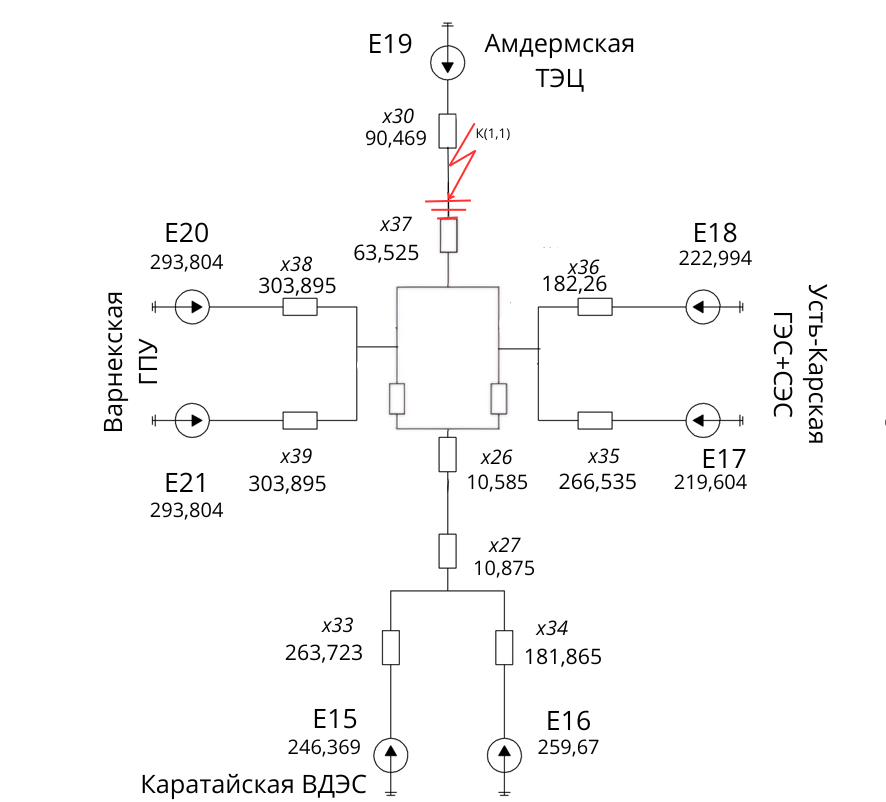 E19
Амдермская
ТЭЦ
x30
90,469
К(1,1)
x37
63,525
E20
293,804
x38
303,895
E18
222,994
x36
182,26
Варнекская
ГПУ
Усть-Карская
ГЭС+СЭС
E21
293,804
x39
303,895
x26
10,585
x35
266,535
E17
219,604
x27
10,875
x33
263,723
x34
181,865
E15
246,369
E16
259,67
Каратайская ВДЭС